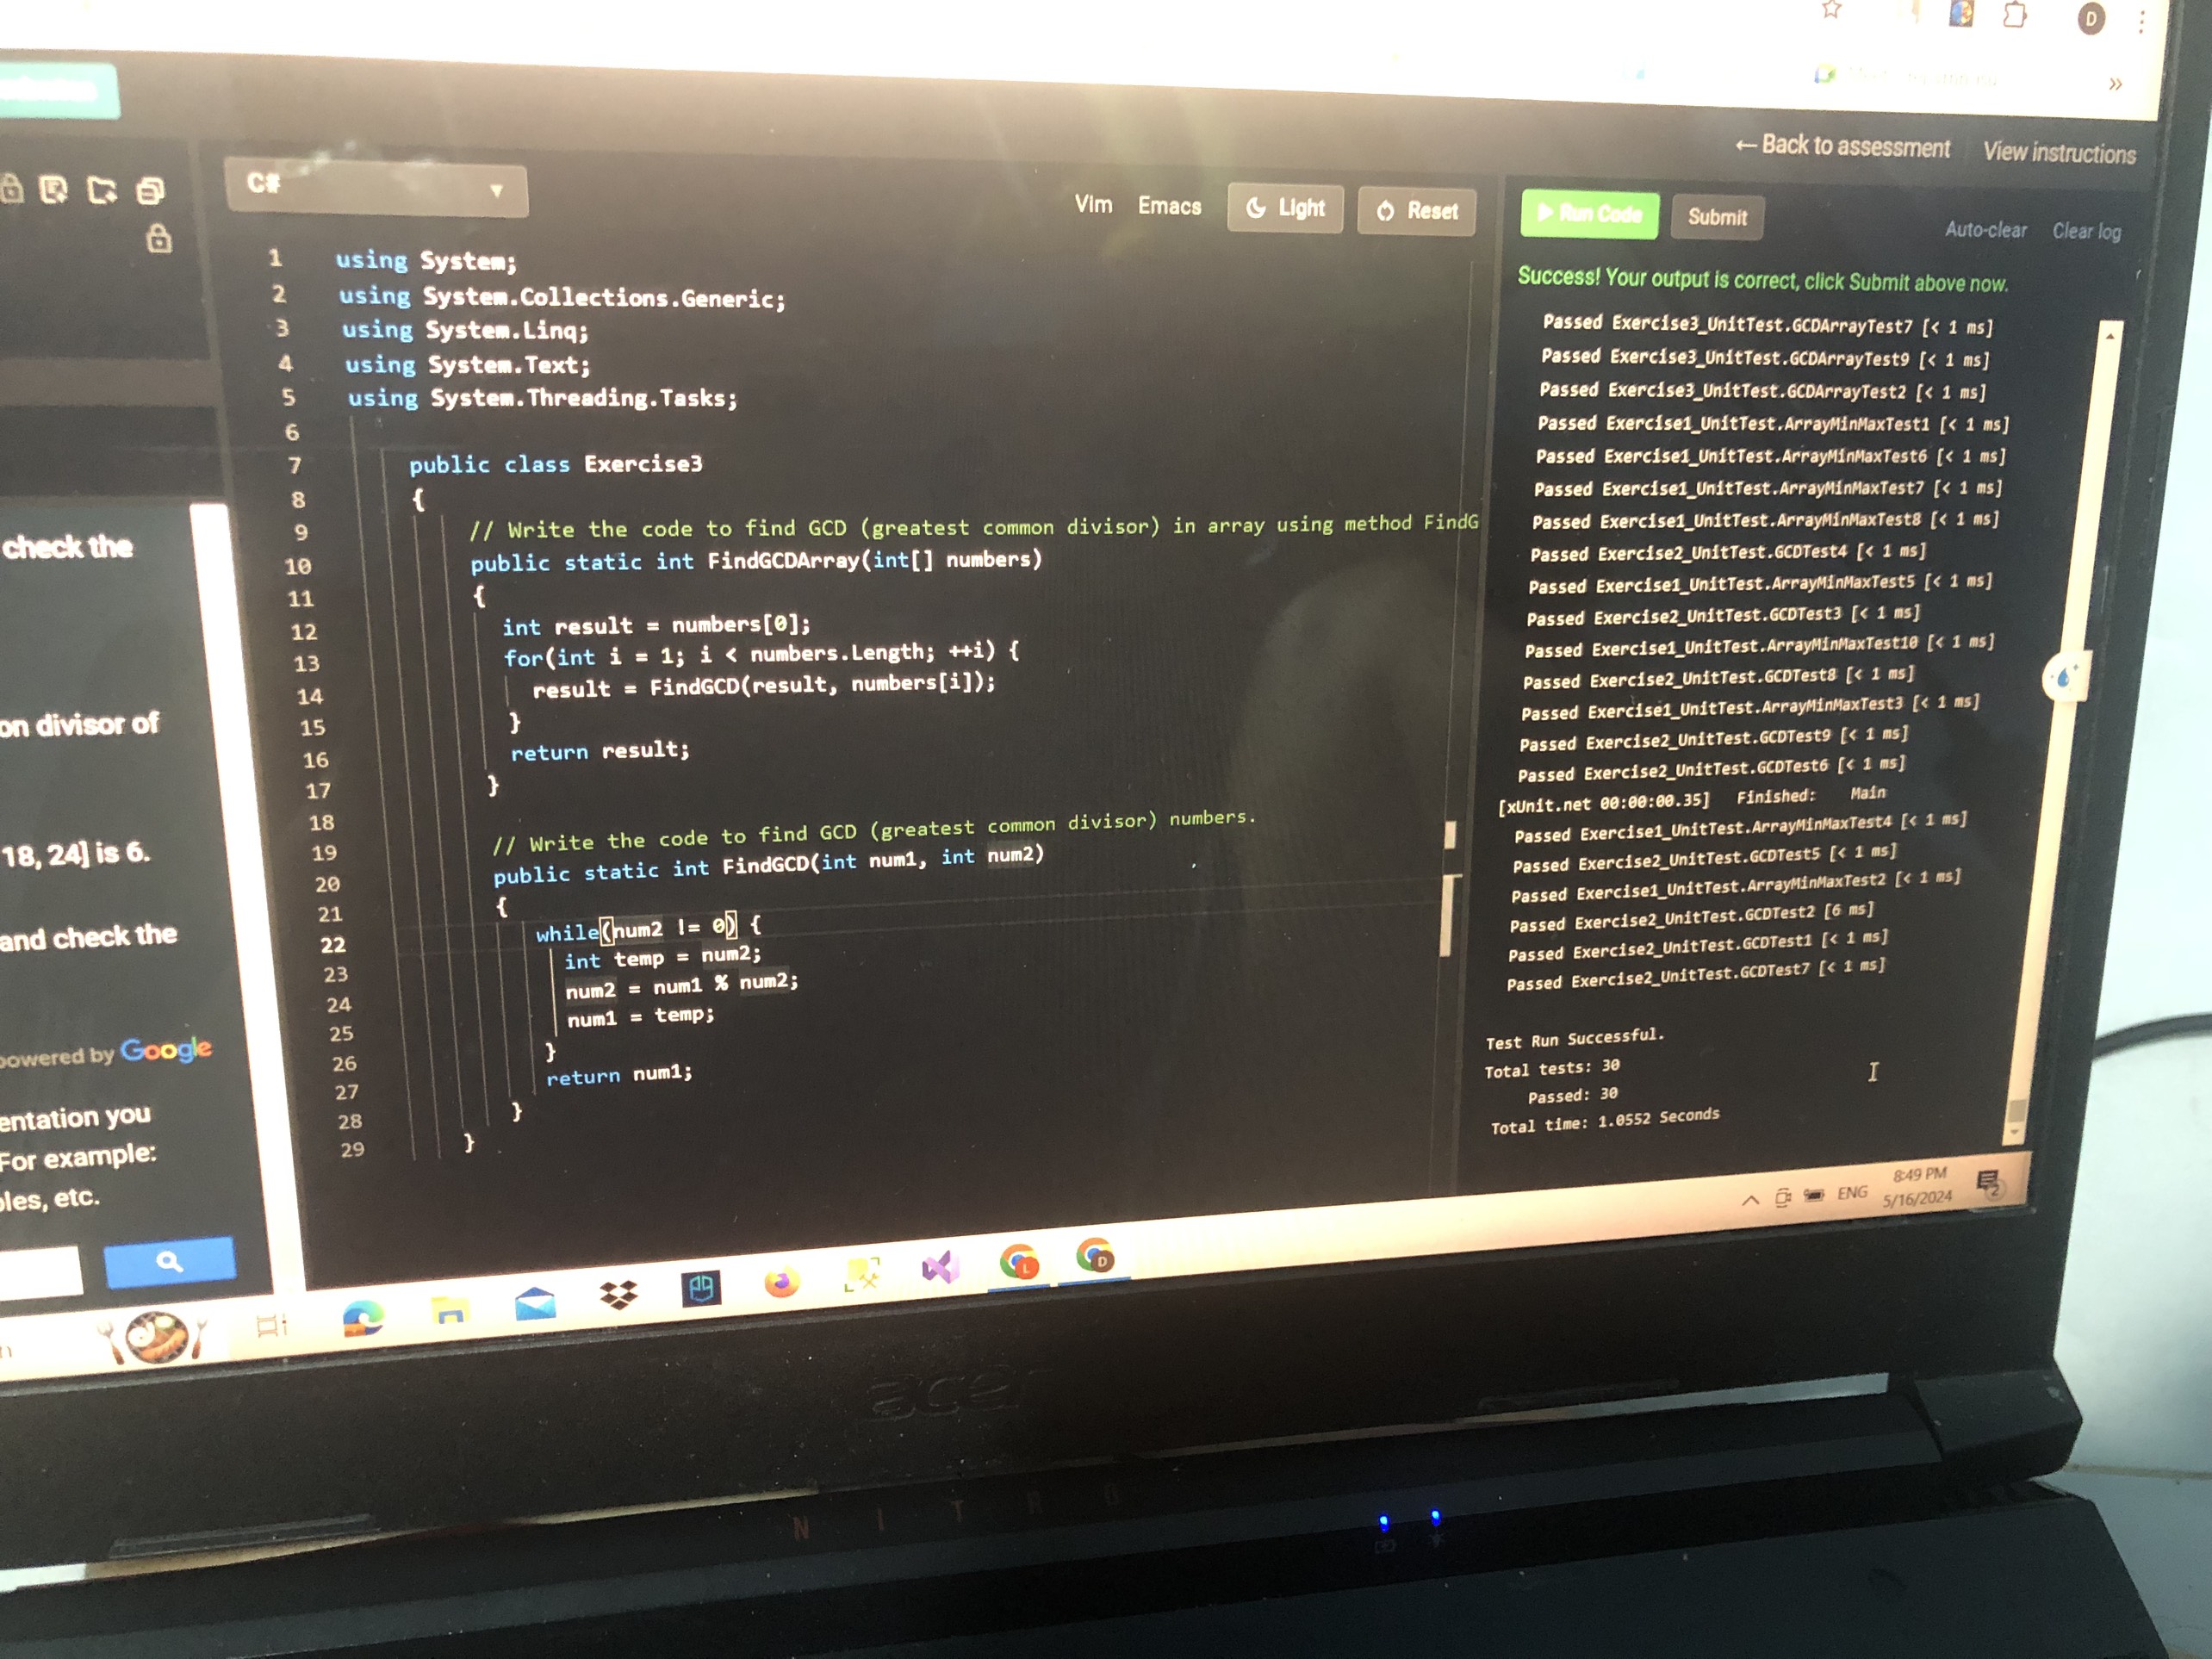 D
← Back to assessment View instructions
C#
Vim Emacs Light Reset
Run Code Submit
Auto-clear Clear log
1 using System;
2 using System.Collections.Generic;
3 using System.Linq;
4 using System.Text;
5 using System.Threading.Tasks;
6
7 public class Exercise3
8 {
9 // Write the code to find GCD (greatest common divisor) in array using method FindG
10 public static int FindGCDArray(int[] numbers)
11 {
12 int result = numbers[0];
13 for(int i = 1; i < numbers.Length; ++i) {
14 result = FindGCD(result, numbers[i]);
15 }
16 return result;
17 }
18
19 // Write the code to find GCD (greatest common divisor) numbers.
20 public static int FindGCD(int num1, int num2)
21 {
22 while(num2 != 0) {
23 int temp = num2;
24 num2 = num1 % num2;
25 num1 = temp;
26 }
27 return num1;
28 }
29 }
Success! Your output is correct, click Submit above now.
Passed Exercise3_UnitTest.GCDArrayTest7 [< 1 ms]
Passed Exercise3_UnitTest.GCDArrayTest9 [< 1 ms]
Passed Exercise3_UnitTest.GCDArrayTest2 [< 1 ms]
Passed Exercise1_UnitTest.ArrayMinMaxTest1 [< 1 ms]
Passed Exercise1_UnitTest.ArrayMinMaxTest6 [< 1 ms]
Passed Exercise1_UnitTest.ArrayMinMaxTest7 [< 1 ms]
Passed Exercise1_UnitTest.ArrayMinMaxTest8 [< 1 ms]
Passed Exercise2_UnitTest.GCDTest4 [< 1 ms]
Passed Exercise1_UnitTest.ArrayMinMaxTest5 [< 1 ms]
Passed Exercise2_UnitTest.GCDTest3 [< 1 ms]
Passed Exercise1_UnitTest.ArrayMinMaxTest10 [< 1 ms]
Passed Exercise2_UnitTest.GCDTest8 [< 1 ms]
Passed Exercise1_UnitTest.ArrayMinMaxTest3 [< 1 ms]
Passed Exercise2_UnitTest.GCDTest9 [< 1 ms]
Passed Exercise2_UnitTest.GCDTest6 [< 1 ms]
[xUnit.net 00:00:00.35] Finished: Main
Passed Exercise1_UnitTest.ArrayMinMaxTest4 [< 1 ms]
Passed Exercise2_UnitTest.GCDTest5 [< 1 ms]
Passed Exercise1_UnitTest.ArrayMinMaxTest2 [< 1 ms]
Passed Exercise2_UnitTest.GCDTest2 [6 ms]
Passed Exercise2_UnitTest.GCDTest1 [< 1 ms]
Passed Exercise2_UnitTest.GCDTest7 [< 1 ms]
Test Run Successful.
Total tests: 30
Passed: 30
Total time: 1.0552 Seconds
check the
on divisor of
18, 24] is 6.
and check the
powered by Google
entation you
For example:
les, etc.
L
D
ENG
8:49 PM
5/16/2024
2
acer
NITRO